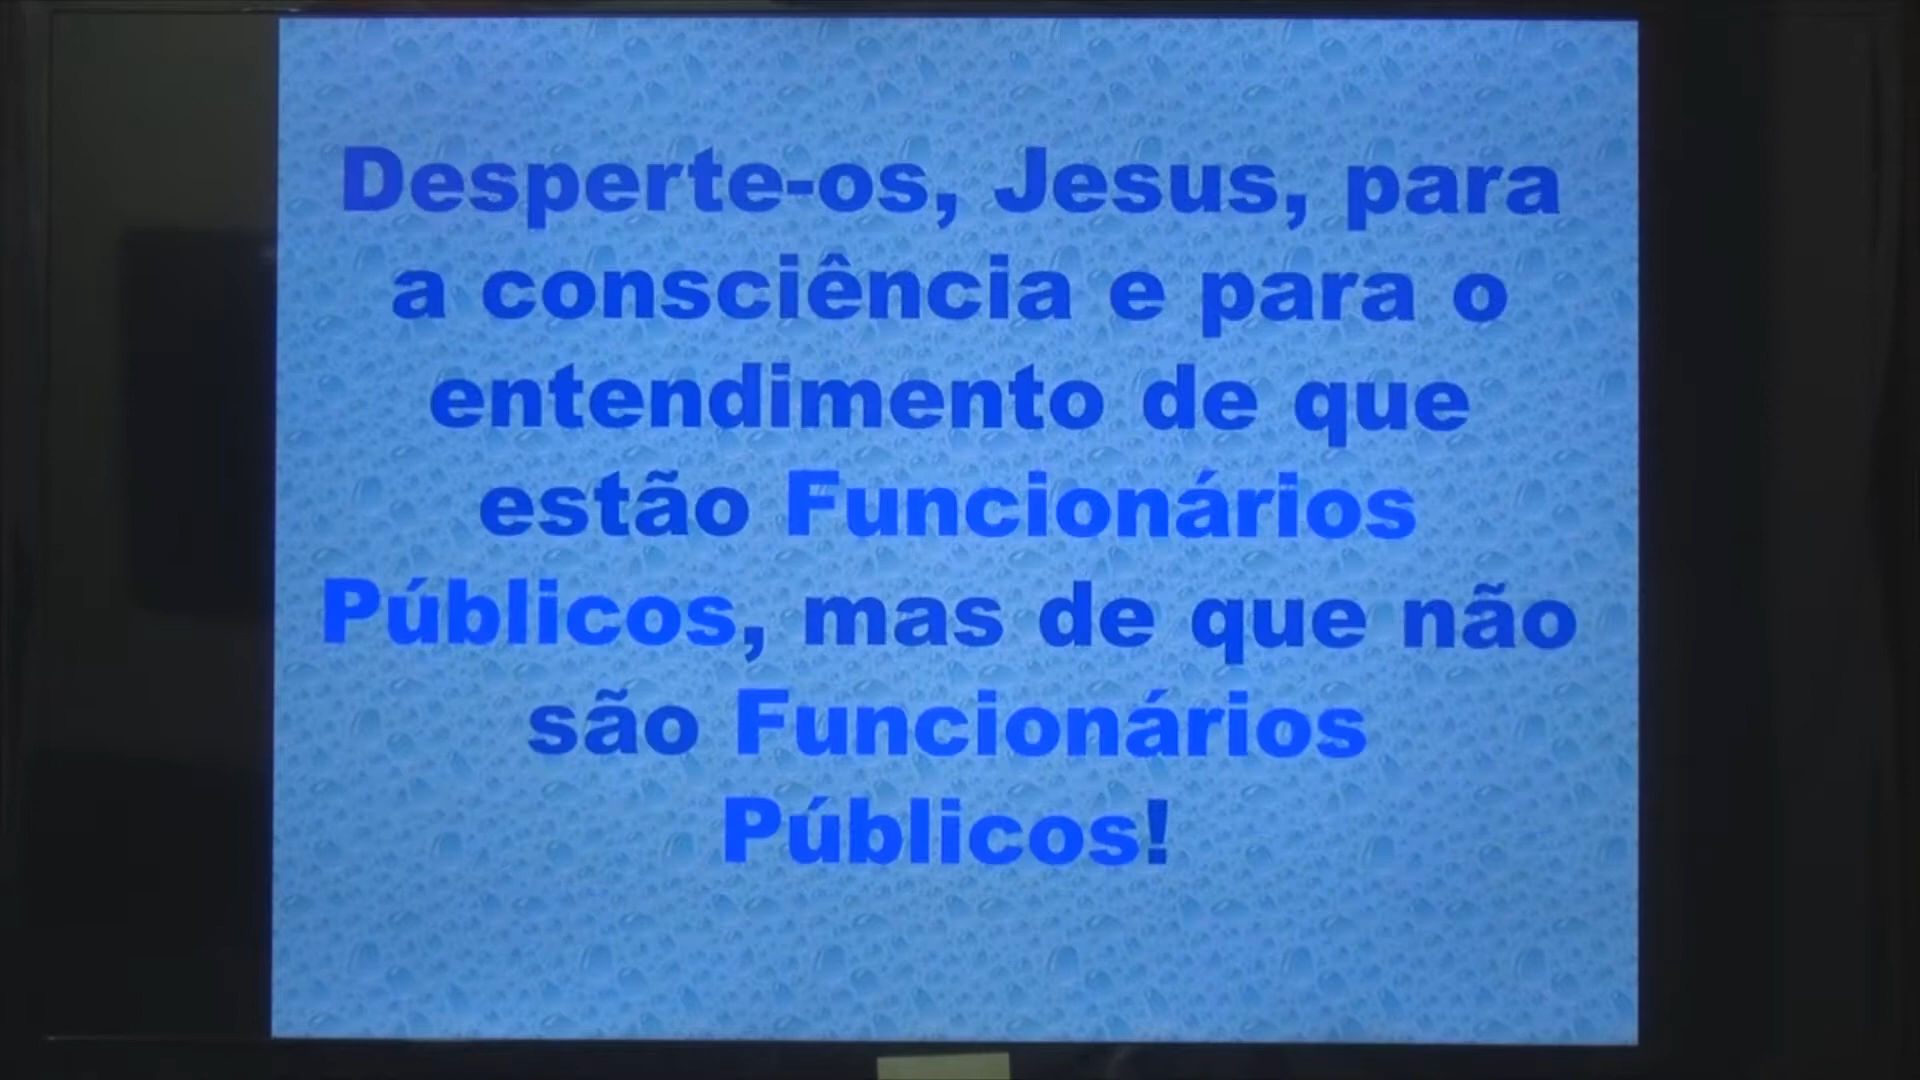 Desperte-os, Jesus, para
a consciência e para o
entendimento de que
estão Funcionários
Públicos, mas de que não
são Funcionários
Públicos!